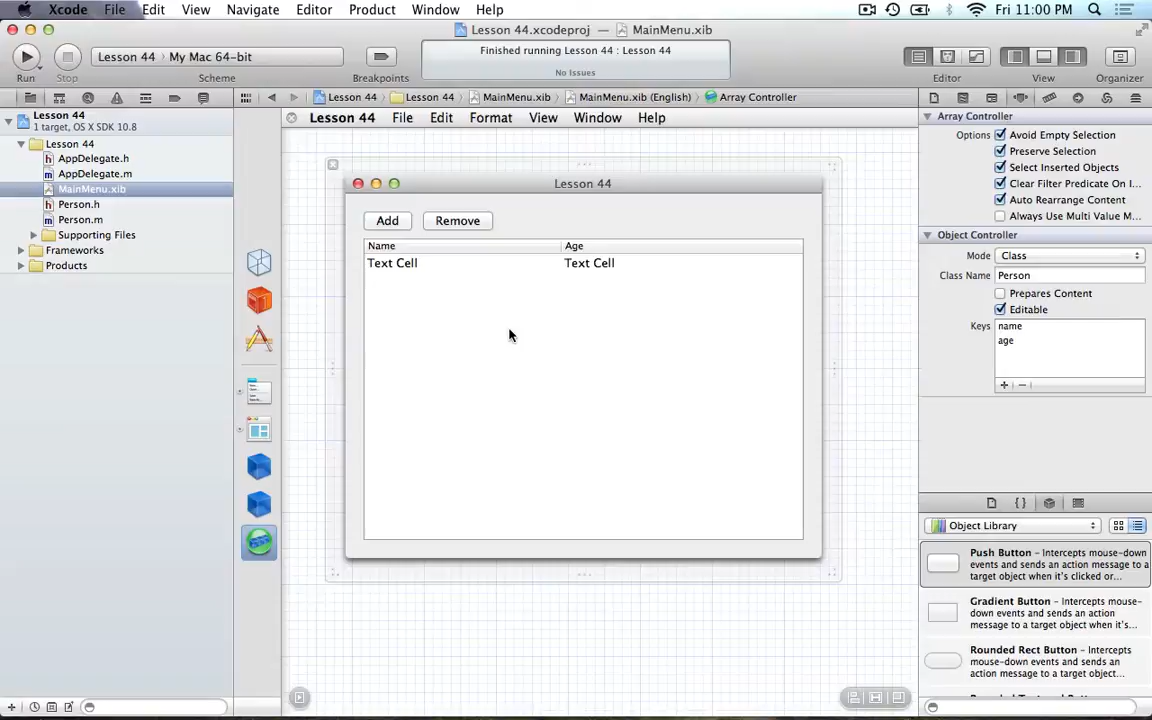 Xcode File Edit View Navigate Editor Product Window Help Fri 11:00 PM
Lesson 44.xcodeproj — MainMenu.xib
Lesson 44 › My Mac 64-bit
Finished running Lesson 44 : Lesson 44
No Issues
Run Stop Scheme Breakpoints Editor View Organizer
Lesson 44
1 target, OS X SDK 10.8
Lesson 44
AppDelegate.h
AppDelegate.m
MainMenu.xib
Person.h
Person.m
Supporting Files
Frameworks
Products
Lesson 44 Lesson 44 MainMenu.xib MainMenu.xib (English) Array Controller
Lesson 44 File Edit Format View Window Help
Lesson 44
Add Remove
Name Age
Text Cell Text Cell
Array Controller
Options Avoid Empty Selection
Preserve Selection
Select Inserted Objects
Clear Filter Predicate On I...
Auto Rearrange Content
Always Use Multi Value M...
Object Controller
Mode Class
Class Name Person
Prepares Content
Editable
Keys name
age
Object Library
Push Button – Intercepts mouse-down
events and sends an action message to a
target object when it's clicked or...
Gradient Button – Intercepts mouse-
down events and sends an action
message to a target object when it's...
Rounded Rect Button – Intercepts
mouse-down events and sends an
action message to a target object...